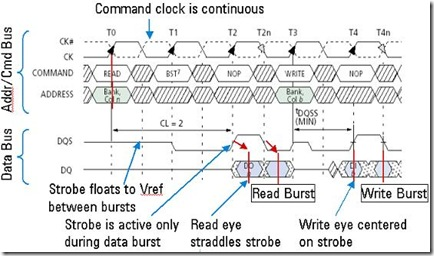 Command clock is continuous
T0 T1 T2 T2n T3 T4 T4n
CK#
CK
COMMAND READ BST7 NOP WRITE NOP
ADDRESS Bank, Col n Bank, Col b
tDQSS
(MIN)
CL = 2
DQS
DQ
Addr/Cmd Bus
Data Bus
Read Burst
Write Burst
Strobe floats to Vref
between bursts
Strobe is active only
during data burst
Read eye
straddles strobe
Write eye centered
on strobe